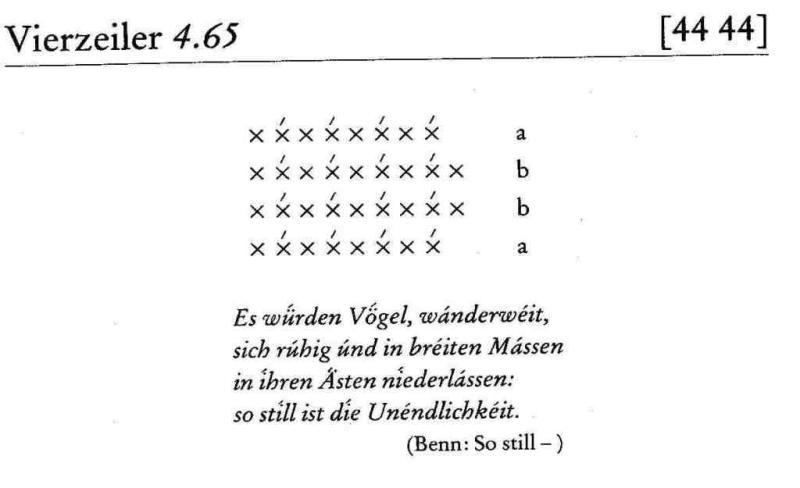 Vierzeiler 4.65 [44 44]
× ×́ × ×́ × ×́ × × ×́ a
× ×́ × ×́ × ×́ × × ×́ × b
× ×́ × ×́ × ×́ × × ×́ × b
× ×́ × ×́ × ×́ × × ×́ a
Es wǘrden Vö́gel, wánderwéit,
sich rúhig únd in bréiten Mássen
in íhren Ä́sten níederlássen:
so stíll ist díe Unéndlichkéit.
(Benn: So still – )